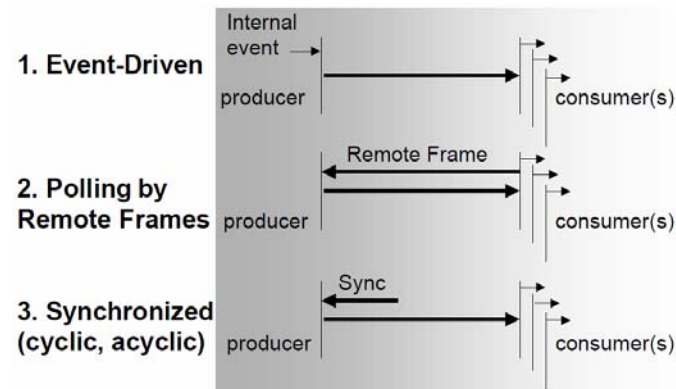 Internal
event
1. Event-Driven
producer
consumer(s)
Remote Frame
2. Polling by
Remote Frames
producer
consumer(s)
Sync
3. Synchronized
(cyclic, acyclic)
producer
consumer(s)